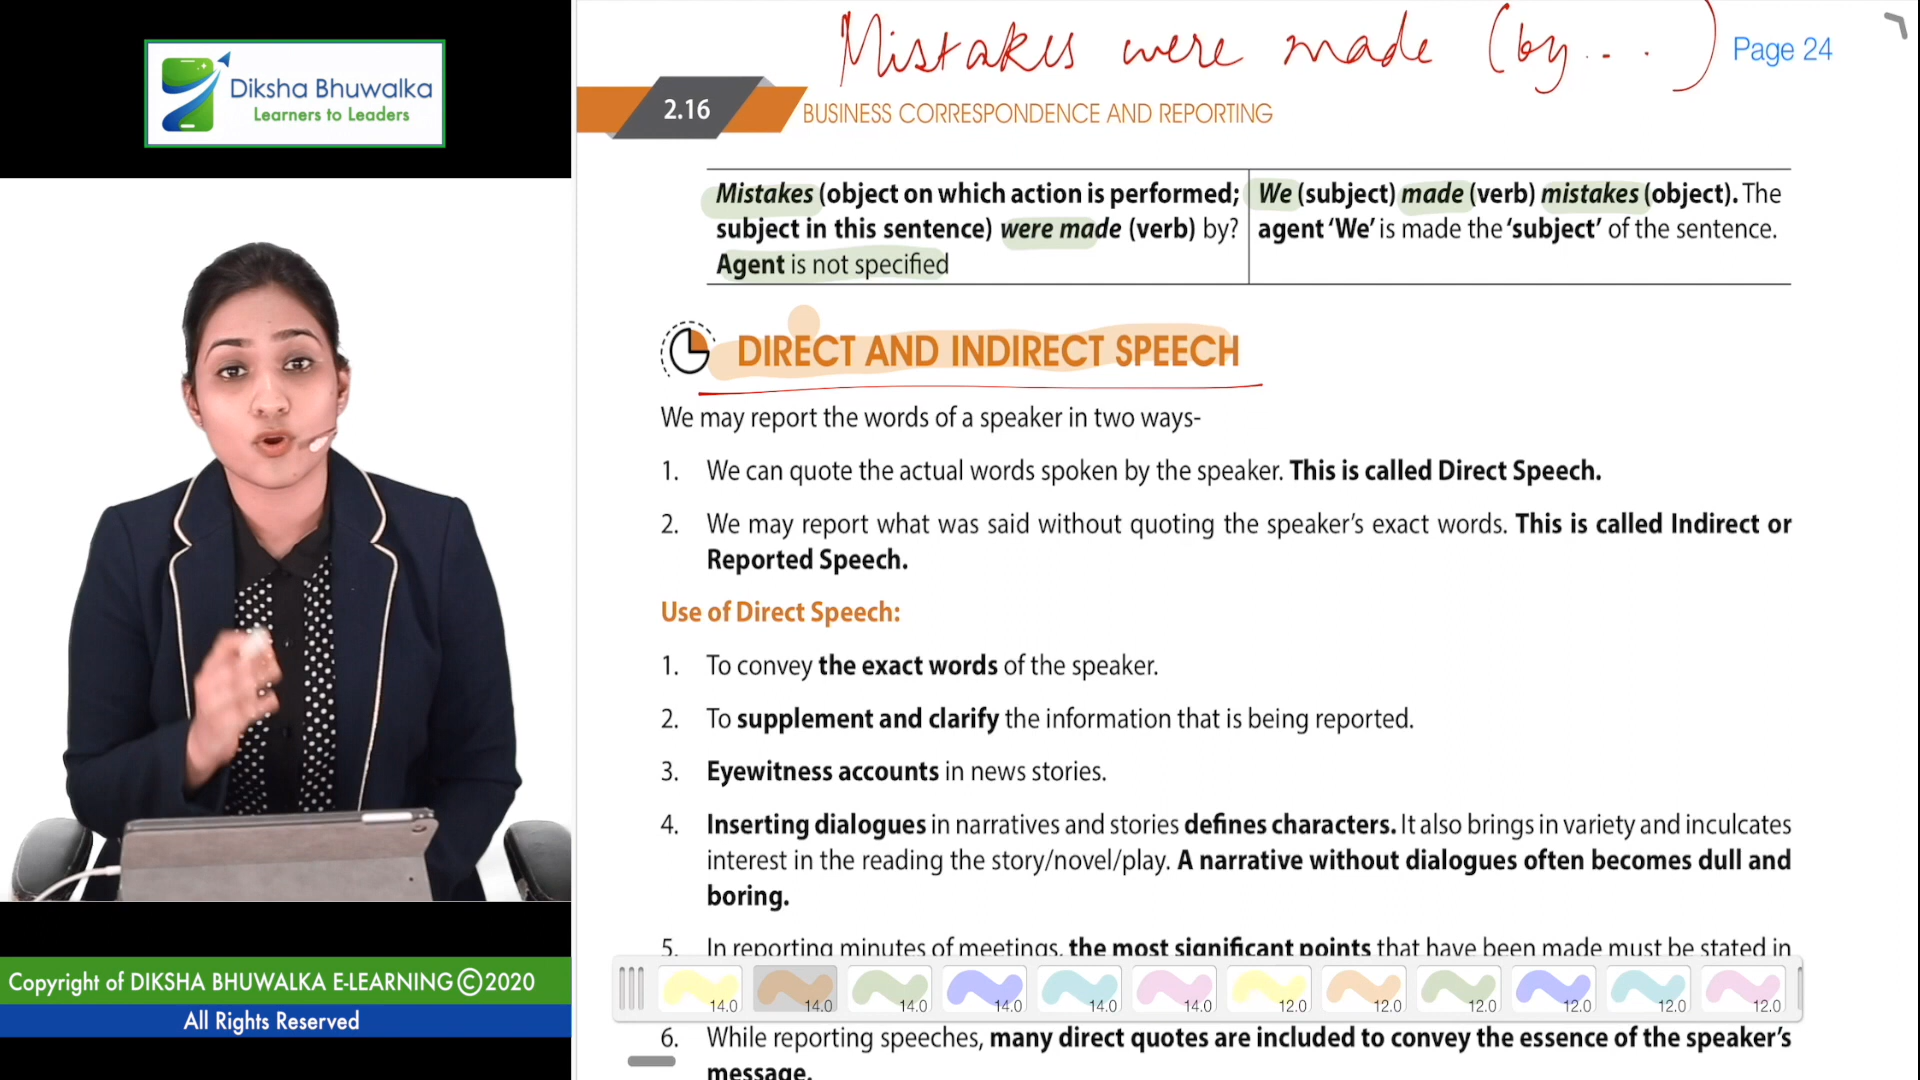 Diksha Bhuwalka
Learners to Leaders
Copyright of DIKSHA BHUWALKA E-LEARNING©2020
All Rights Reserved
Mistakes were made (by...)
Page 24
2.16
BUSINESS CORRESPONDENCE AND REPORTING
Mistakes (object on which action is performed;
subject in this sentence) were made (verb) by?
Agent is not specified
We (subject) made (verb) mistakes (object). The
agent ‘We’ is made the ‘subject’ of the sentence.
DIRECT AND INDIRECT SPEECH
We may report the words of a speaker in two ways-
1. We can quote the actual words spoken by the speaker. This is called Direct Speech.
2. We may report what was said without quoting the speaker’s exact words. This is called Indirect or
Reported Speech.
Use of Direct Speech:
1. To convey the exact words of the speaker.
2. To supplement and clarify the information that is being reported.
3. Eyewitness accounts in news stories.
4. Inserting dialogues in narratives and stories defines characters. It also brings in variety and inculcates
interest in the reading the story/novel/play. A narrative without dialogues often becomes dull and
boring.
5. In reporting minutes of meetings, the most significant points that have been made must be stated in
14.0 14.0 14.0 14.0 14.0 14.0 12.0 12.0 12.0 12.0 12.0 12.0
6. While reporting speeches, many direct quotes are included to convey the essence of the speaker’s
message.